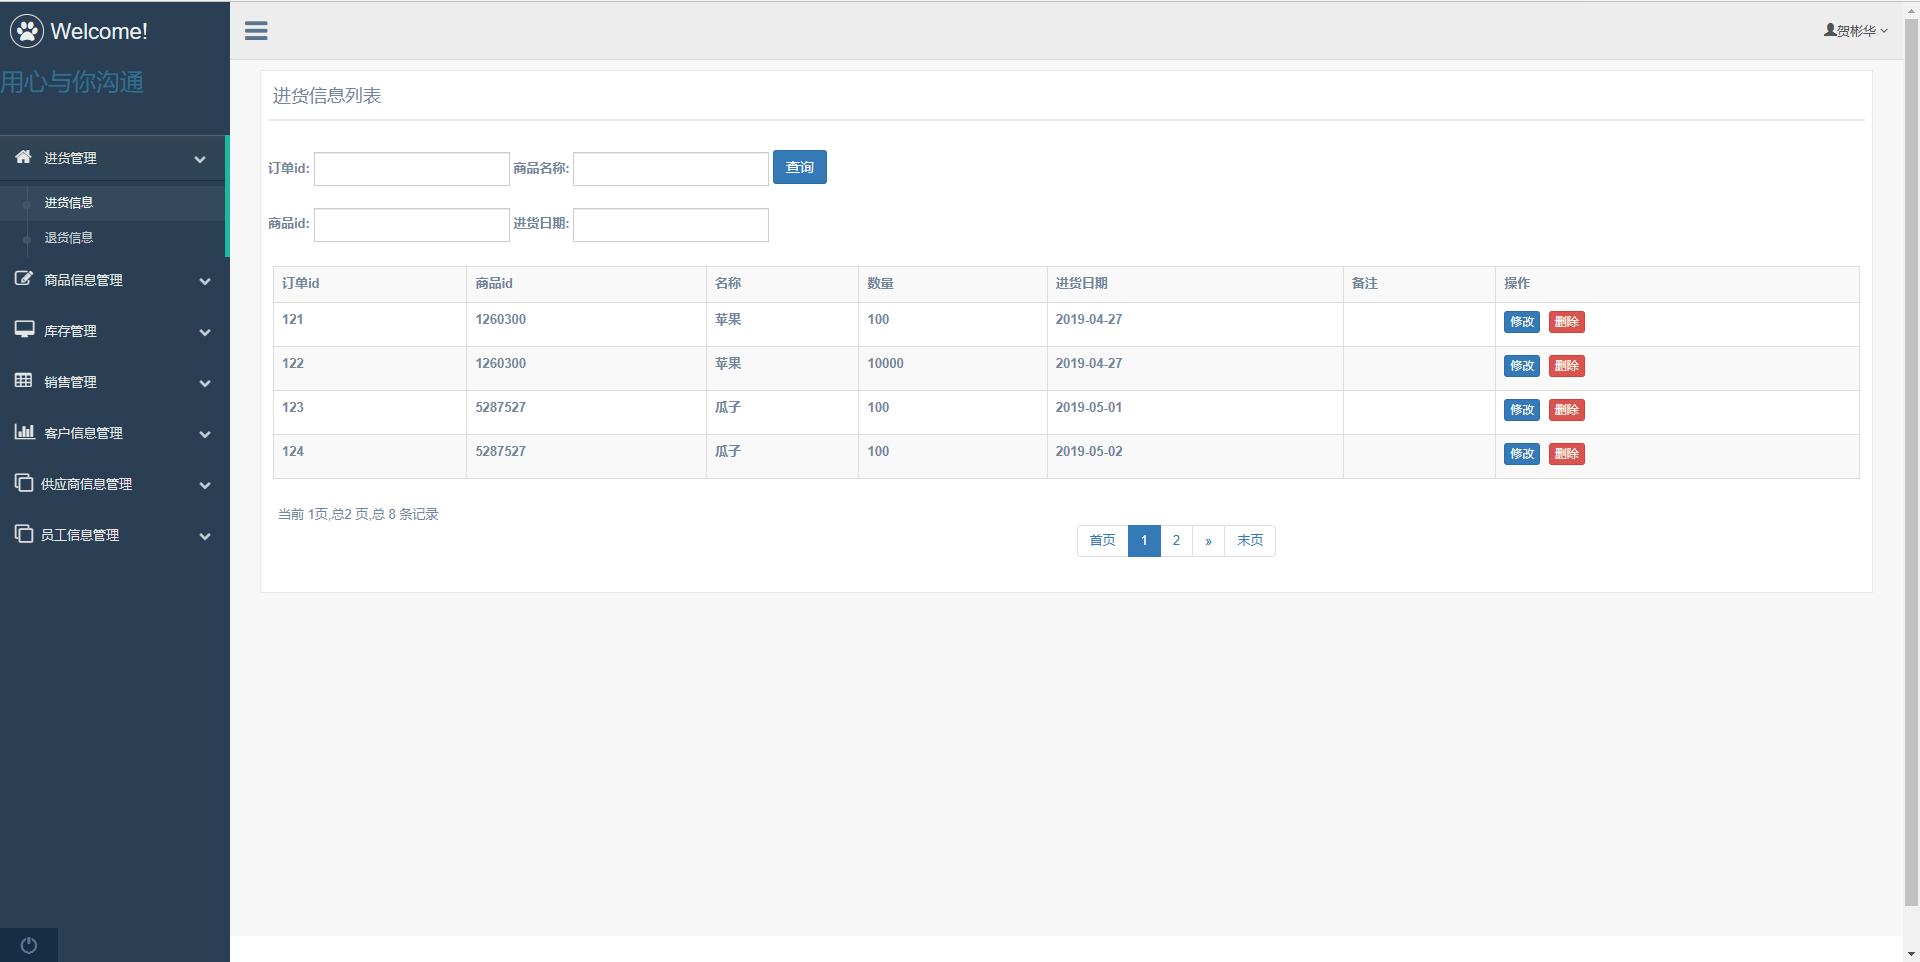 Welcome!
贺彬华
用心与你沟通
进货管理
进货信息
退货信息
商品信息管理
库存管理
销售管理
客户信息管理
供应商信息管理
员工信息管理
进货信息列表
订单id: 商品名称: 查询
商品id: 进货日期:
订单id 商品id 名称 数量 进货日期 备注 操作
121 1260300 苹果 100 2019-04-27 修改 删除
122 1260300 苹果 10000 2019-04-27 修改 删除
123 5287527 瓜子 100 2019-05-01 修改 删除
124 5287527 瓜子 100 2019-05-02 修改 删除
当前 1页,总2 页,总 8 条记录
首页 1 2 » 末页